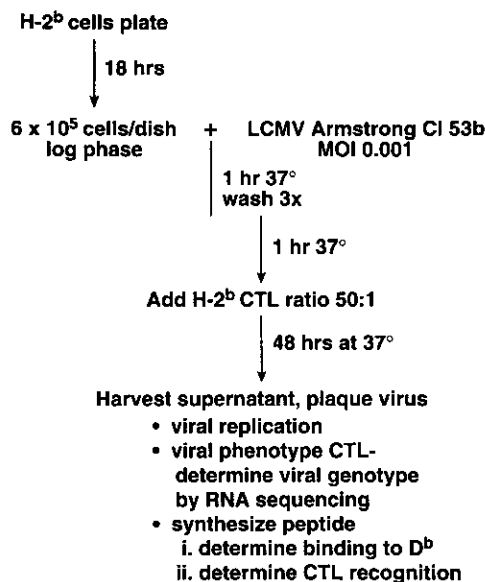 H-2ᵇ cells plate
18 hrs
6 x 10⁵ cells/dish + LCMV Armstrong Cl 53b
log phase MOI 0.001
1 hr 37°
wash 3x
1 hr 37°
Add H-2ᵇ CTL ratio 50:1
48 hrs at 37°
Harvest supernatant, plaque virus
• viral replication
• viral phenotype CTL-
determine viral genotype
by RNA sequencing
• synthesize peptide
i. determine binding to Dᵇ
ii. determine CTL recognition